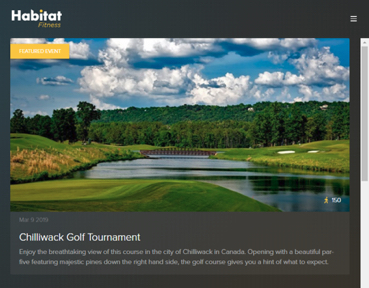 Habitat
Fitness
FEATURED EVENT
150
Mar 9 2019
Chilliwack Golf Tournament
Enjoy the breathtaking view of this course in the city of Chilliwack in Canada. Opening with a beautiful par-
five featuring majestic pines down the right hand side, the golf course gives you a hint of what to expect.